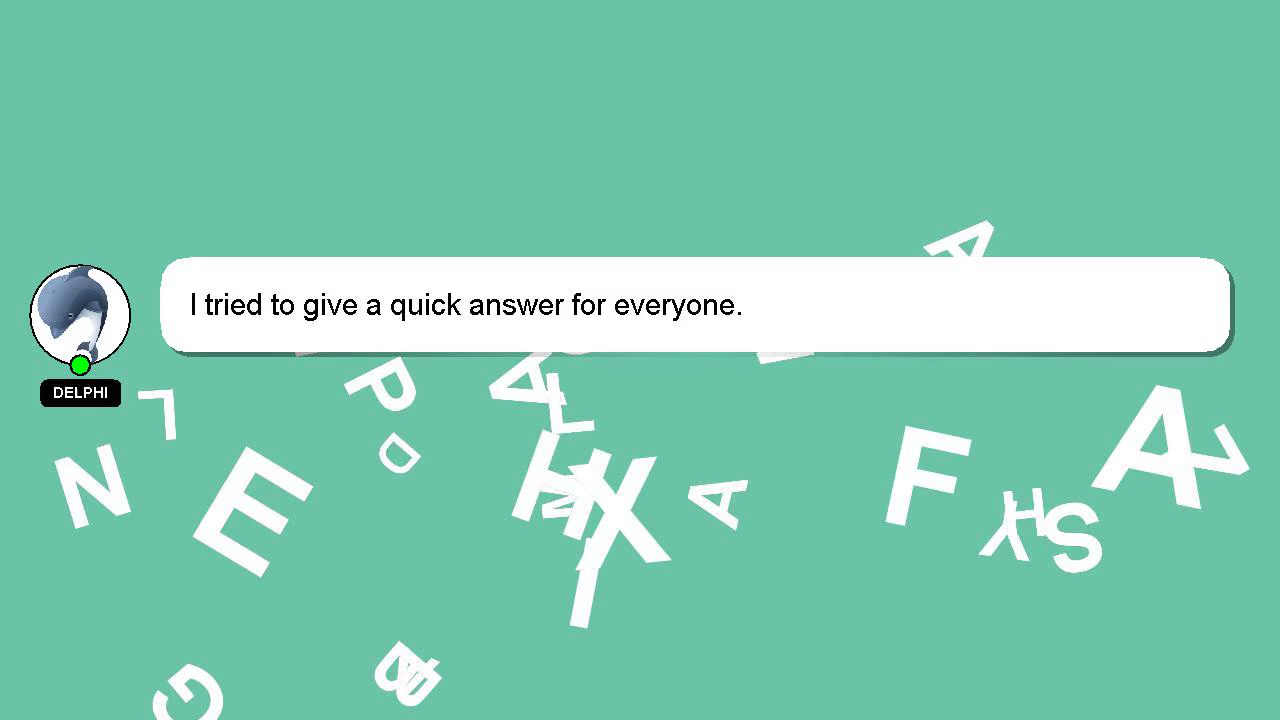 I tried to give a quick answer for everyone.
DELPHI
A
P
A
L
L
D
N
E
H
X
N
A
F
A
Z
X
H
S
I
B
G